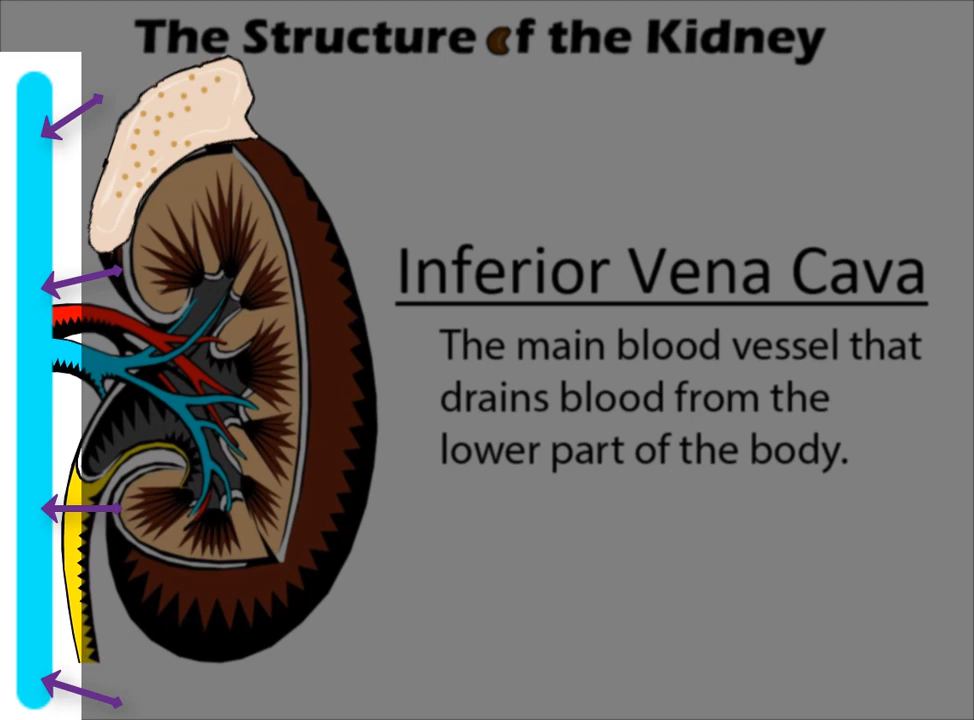 The Structure of the Kidney
Inferior Vena Cava
The main blood vessel that
drains blood from the
lower part of the body.